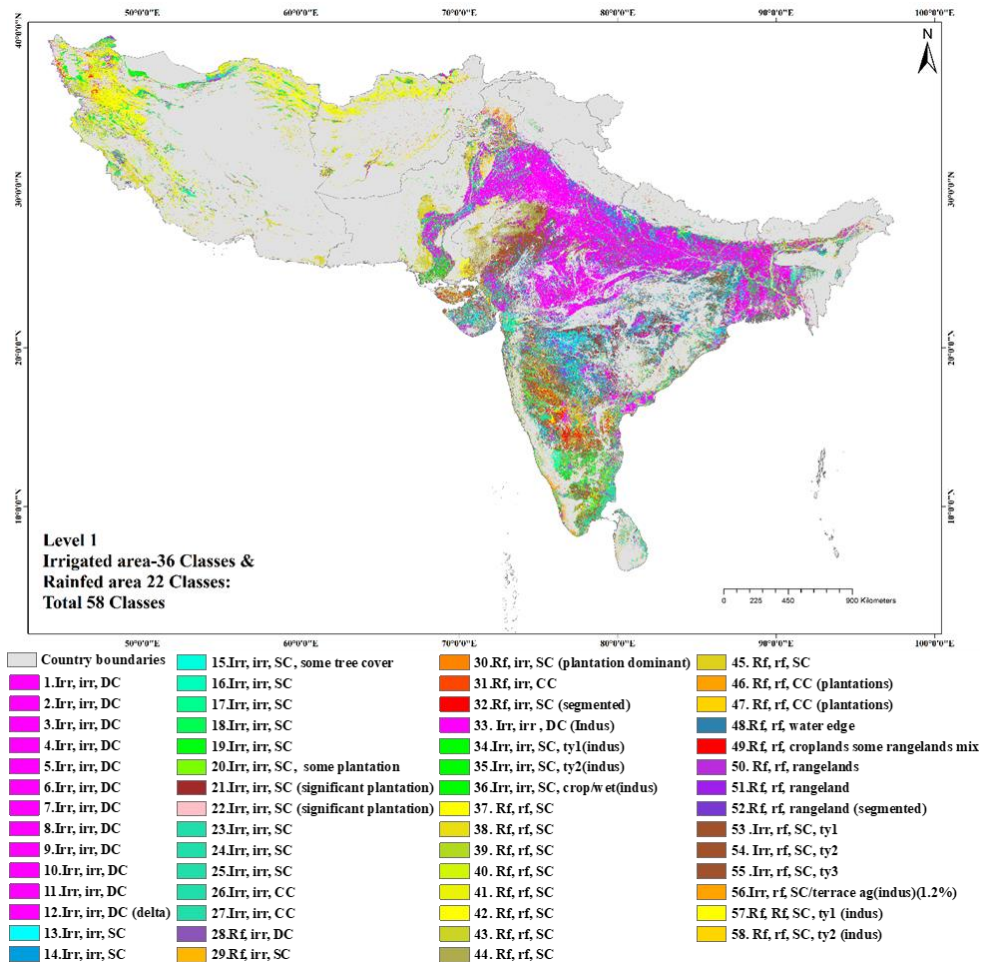 40°0'0"N
50°0'0"E 60°0'0"E 70°0'0"E 80°0'0"E 90°0'0"E 100°0'0"E
N
30°0'0"N
30°0'0"N
20°0'0"N
20°0'0"N
10°0'0"N
10°0'0"N
Level 1
Irrigated area-36 Classes &
Rainfed area 22 Classes:
Total 58 Classes
0 225 450 900 Kilometers
50°0'0"E 60°0'0"E 70°0'0"E 80°0'0"E 90°0'0"E 100°0'0"E
Country boundaries
1.Irr, irr, DC
2.Irr, irr, DC
3.Irr, irr, DC
4.Irr, irr, DC
5.Irr, irr, DC
6.Irr, irr, DC
7.Irr, irr, DC
8.Irr, irr, DC
9.Irr, irr, DC
10.Irr, irr, DC
11.Irr, irr, DC
12.Irr, irr, DC (delta)
13.Irr, irr, SC
14.Irr, irr, SC
15.Irr, irr, SC, some tree cover
16.Irr, irr, SC
17.Irr, irr, SC
18.Irr, irr, SC
19.Irr, irr, SC
20.Irr, irr, SC, some plantation
21.Irr, irr, SC (significant plantation)
22.Irr, irr, SC (significant plantation)
23.Irr, irr, SC
24.Irr, irr, SC
25.Irr, irr, SC
26.Irr, irr, CC
27.Irr, irr, CC
28.Rf, irr, DC
29.Rf, irr, SC
30.Rf, irr, SC (plantation dominant)
31.Rf, irr, CC
32.Rf, irr, SC (segmented)
33. Irr, irr , DC (Indus)
34.Irr, irr, SC, ty1(indus)
35.Irr, irr, SC, ty2(indus)
36.Irr, irr, SC, crop/wet(indus)
37. Rf, rf, SC
38. Rf, rf, SC
39. Rf, rf, SC
40. Rf, rf, SC
41. Rf, rf, SC
42. Rf, rf, SC
43. Rf, rf, SC
44. Rf, rf, SC
45. Rf, rf, SC
46. Rf, rf, CC (plantations)
47. Rf, rf, CC (plantations)
48.Rf, rf, water edge
49.Rf, rf, croplands some rangelands mix
50. Rf, rf, rangelands
51.Rf, rf, rangeland
52.Rf, rf, rangeland (segmented)
53. Irr, rf, SC, ty1
54. Irr, rf, SC, ty2
55. Irr, rf, SC, ty3
56.Irr, rf, SC/terrace ag(indus)(1.2%)
57.Rf, Rf, SC, ty1 (indus)
58. Rf, rf, SC, ty2 (indus)